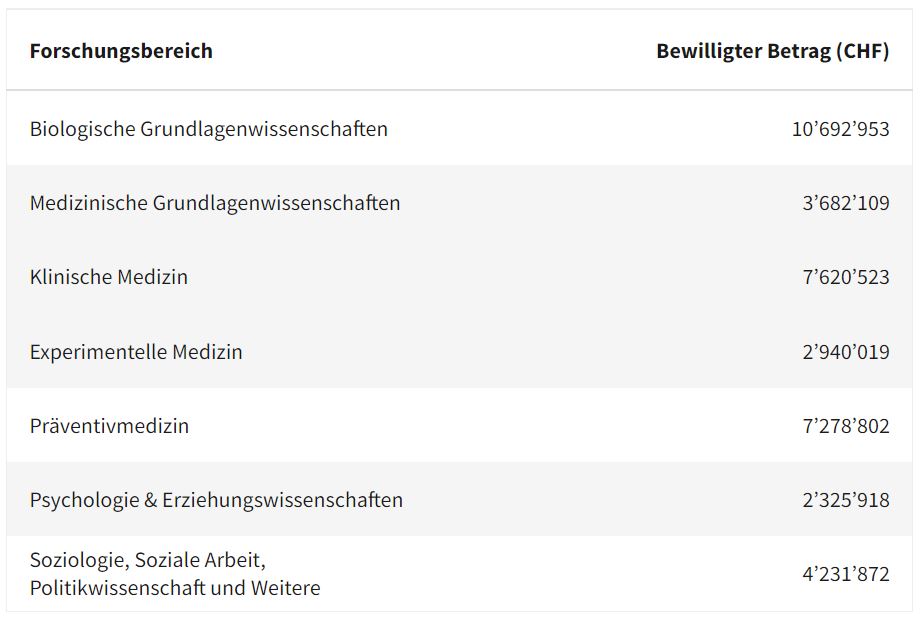 Forschungsbereich Bewilligter Betrag (CHF)
Biologische Grundlagenwissenschaften 10’692’953
Medizinische Grundlagenwissenschaften 3’682’109
Klinische Medizin 7’620’523
Experimentelle Medizin 2’940’019
Präventivmedizin 7’278’802
Psychologie & Erziehungswissenschaften 2’325’918
Soziologie, Soziale Arbeit,
Politikwissenschaft und Weitere 4’231’872